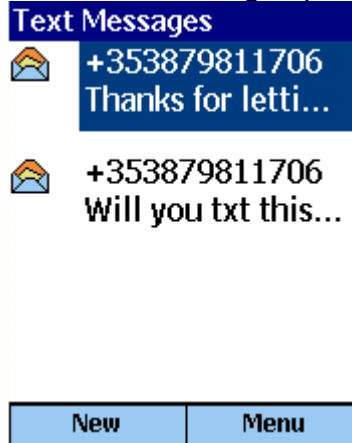 Text Messages
+353879811706
Thanks for letti...
+353879811706
Will you txt this...
New Menu